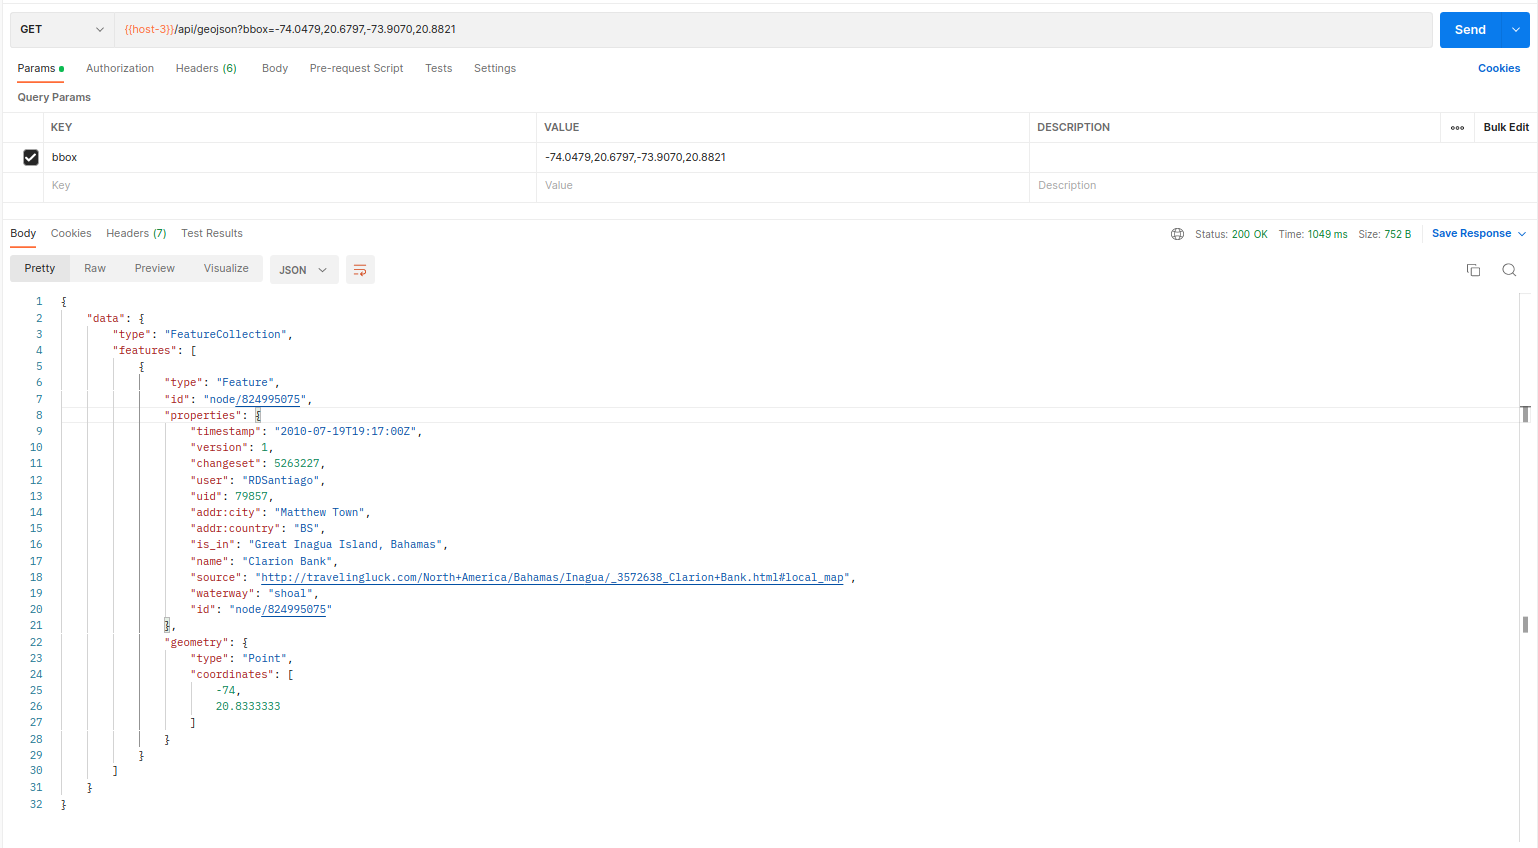 GET {{host-3}}/api/geojson?bbox=-74.0479,20.6797,-73.9070,20.8821 Send
Params Authorization Headers (6) Body Pre-request Script Tests Settings Cookies
Query Params
KEY VALUE DESCRIPTION Bulk Edit
bbox -74.0479,20.6797,-73.9070,20.8821
Key Value Description
Body Cookies Headers (7) Test Results Status: 200 OK Time: 1049 ms Size: 752 B Save Response
Pretty Raw Preview Visualize JSON
1 {
2 "data": {
3 "type": "FeatureCollection",
4 "features": [
5 {
6 "type": "Feature",
7 "id": "node/824995075",
8 "properties": {
9 "timestamp": "2010-07-19T19:17:00Z",
10 "version": 1,
11 "changeset": 5263227,
12 "user": "RDSantiago",
13 "uid": 79857,
14 "addr:city": "Matthew Town",
15 "addr:country": "BS",
16 "is_in": "Great Inagua Island, Bahamas",
17 "name": "Clarion Bank",
18 "source": "http://travelingluck.com/North+America/Bahamas/Inagua/_3572638_Clarion+Bank.html#local_map",
19 "waterway": "shoal",
20 "id": "node/824995075"
21 },
22 "geometry": {
23 "type": "Point",
24 "coordinates": [
25 -74,
26 20.8333333
27 ]
28 }
29 }
30 ]
31 }
32 }